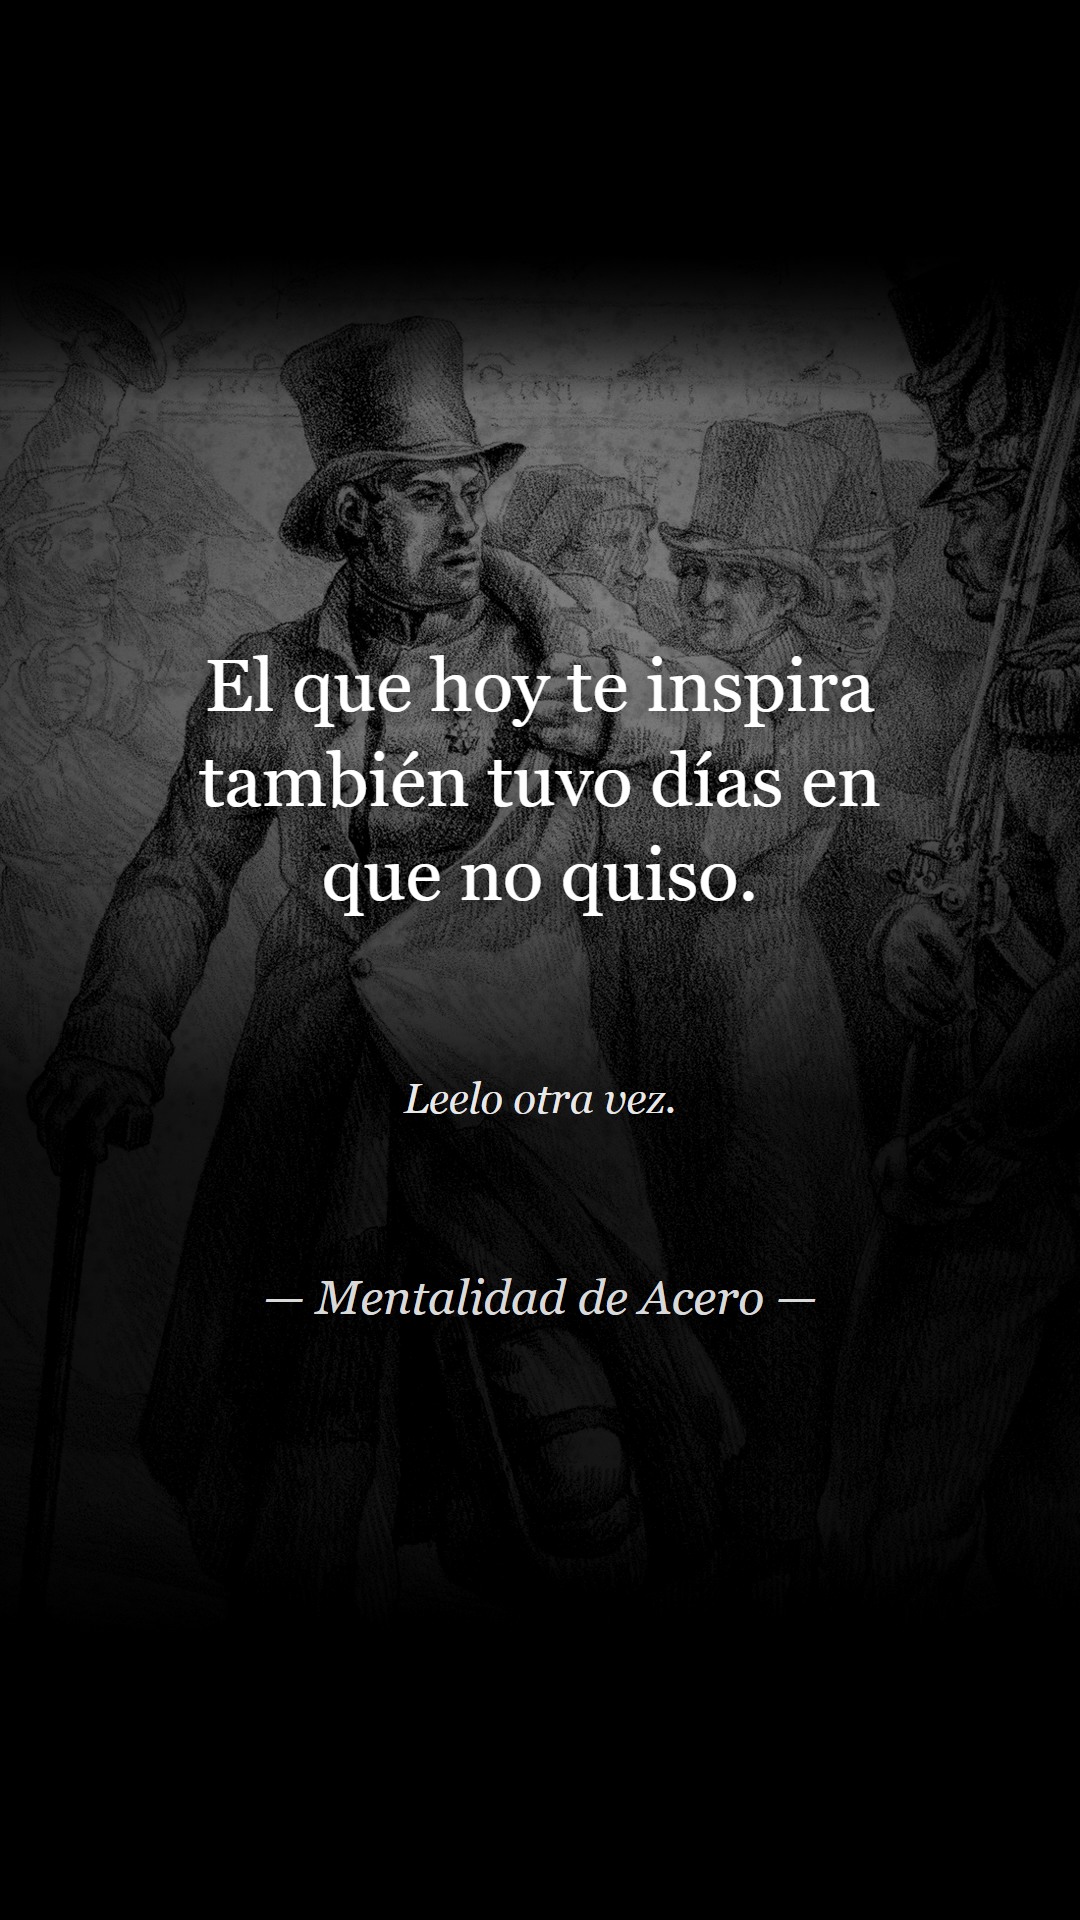 El que hoy te inspira
también tuvo días en
que no quiso.
Leelo otra vez.
— Mentalidad de Acero —